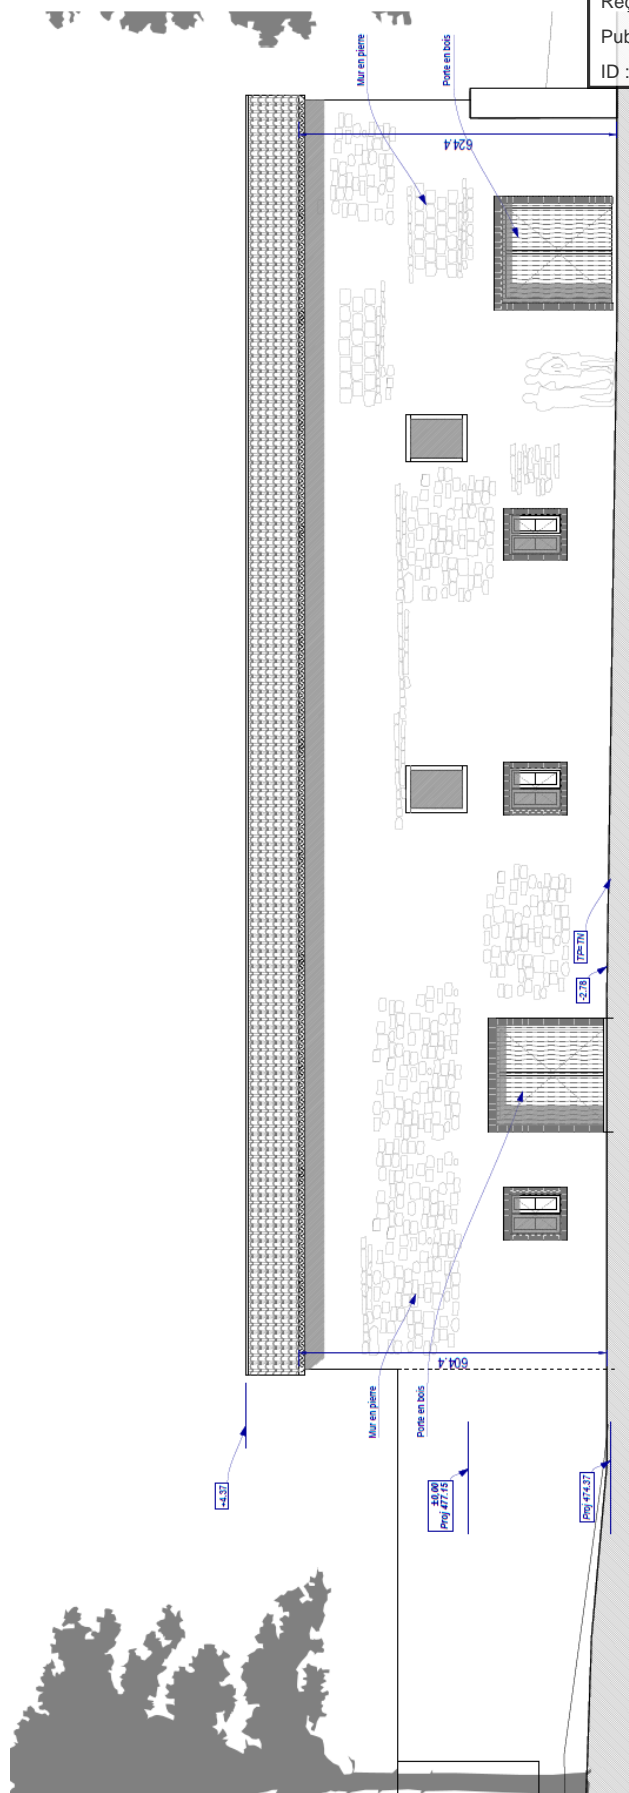 Reç
Pub
ID :
Mur en pierre
Porte en bois
624.4
TP=TN
-2.78
604.4
Mur en pierre
Porte en bois
+4.37
±0,00
Proj 477.15
Proj 474.37